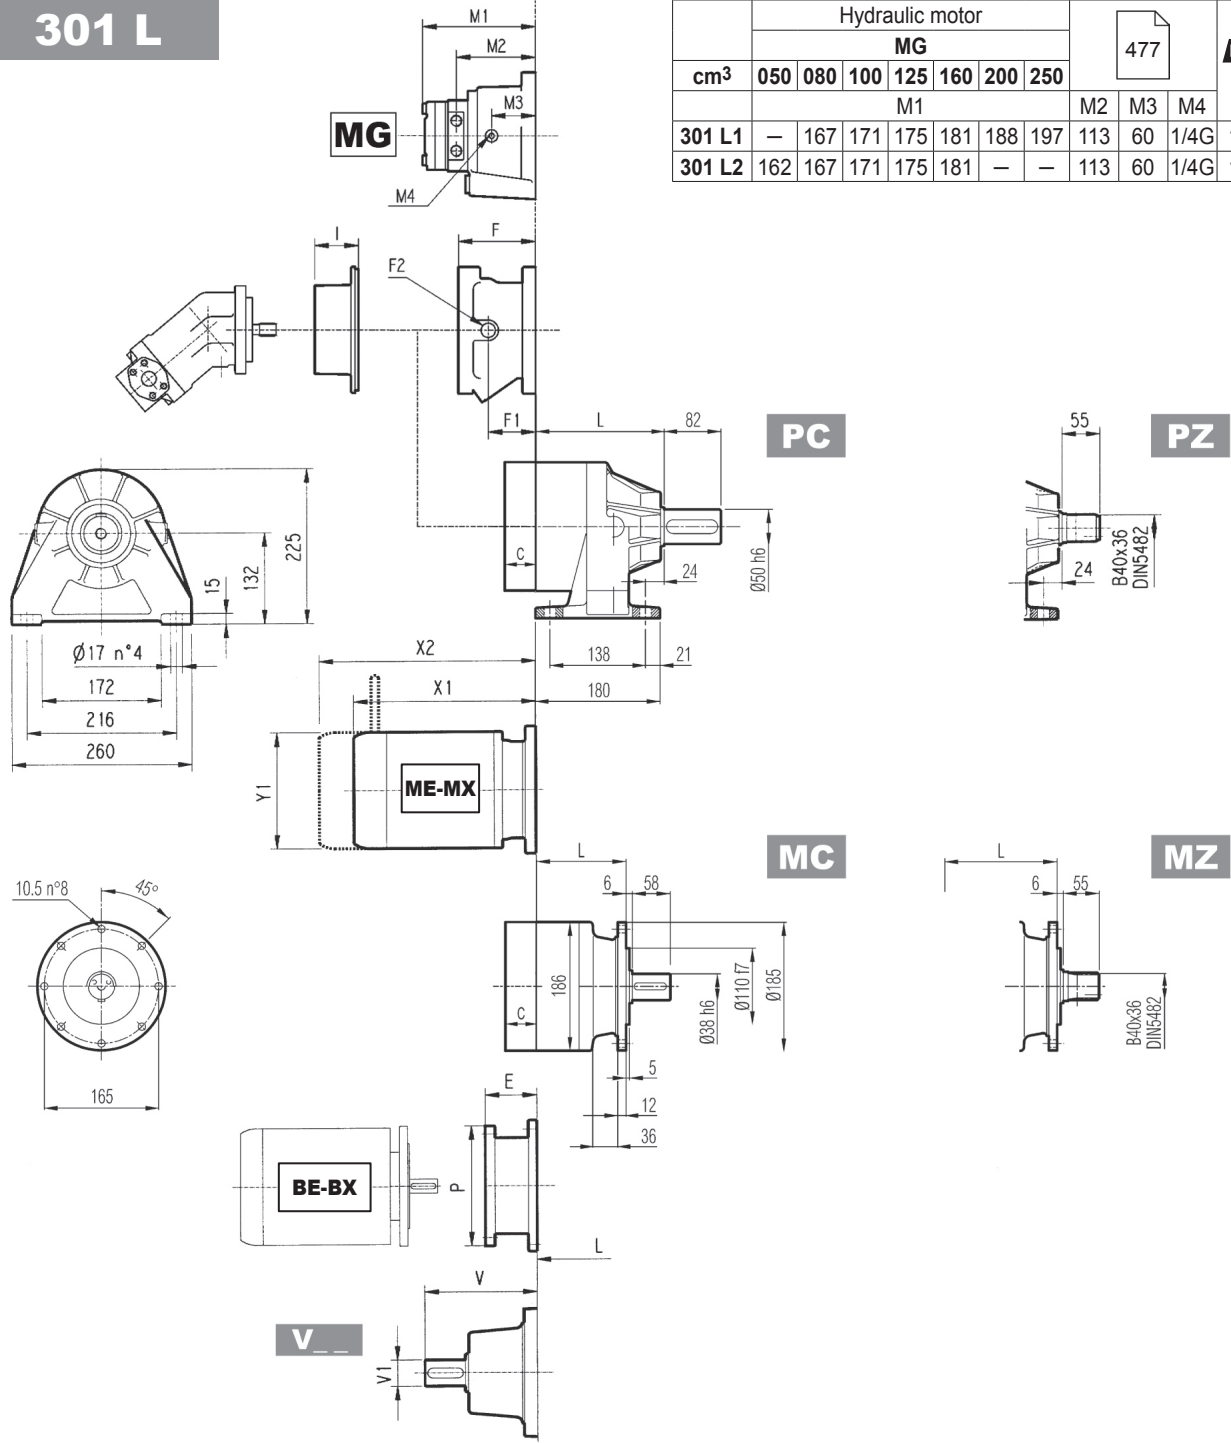 301 L
M1
M2
M3
MG
M4
Hydraulic motor
MG
477
cm3 050 080 100 125 160 200 250
M1 M2 M3 M4
301 L1 — 167 171 175 181 188 197 113 60 1/4G
301 L2 162 167 171 175 181 — — 113 60 1/4G
I
F
F2
F1
L
82
PC
55
PZ
C
24
Ø50 h6
24
B40x36
DIN5482
225
132
15
Ø17 n°4
172
216
260
138
21
180
X2
X1
Y1
ME-MX
L
MC
L
MZ
6
58
6
55
10.5 n°8
45°
186
C
Ø38 h6
Ø110 f7
Ø185
B40x36
DIN5482
165
5
12
36
E
BE-BX
P
L
V
V_ _
V1